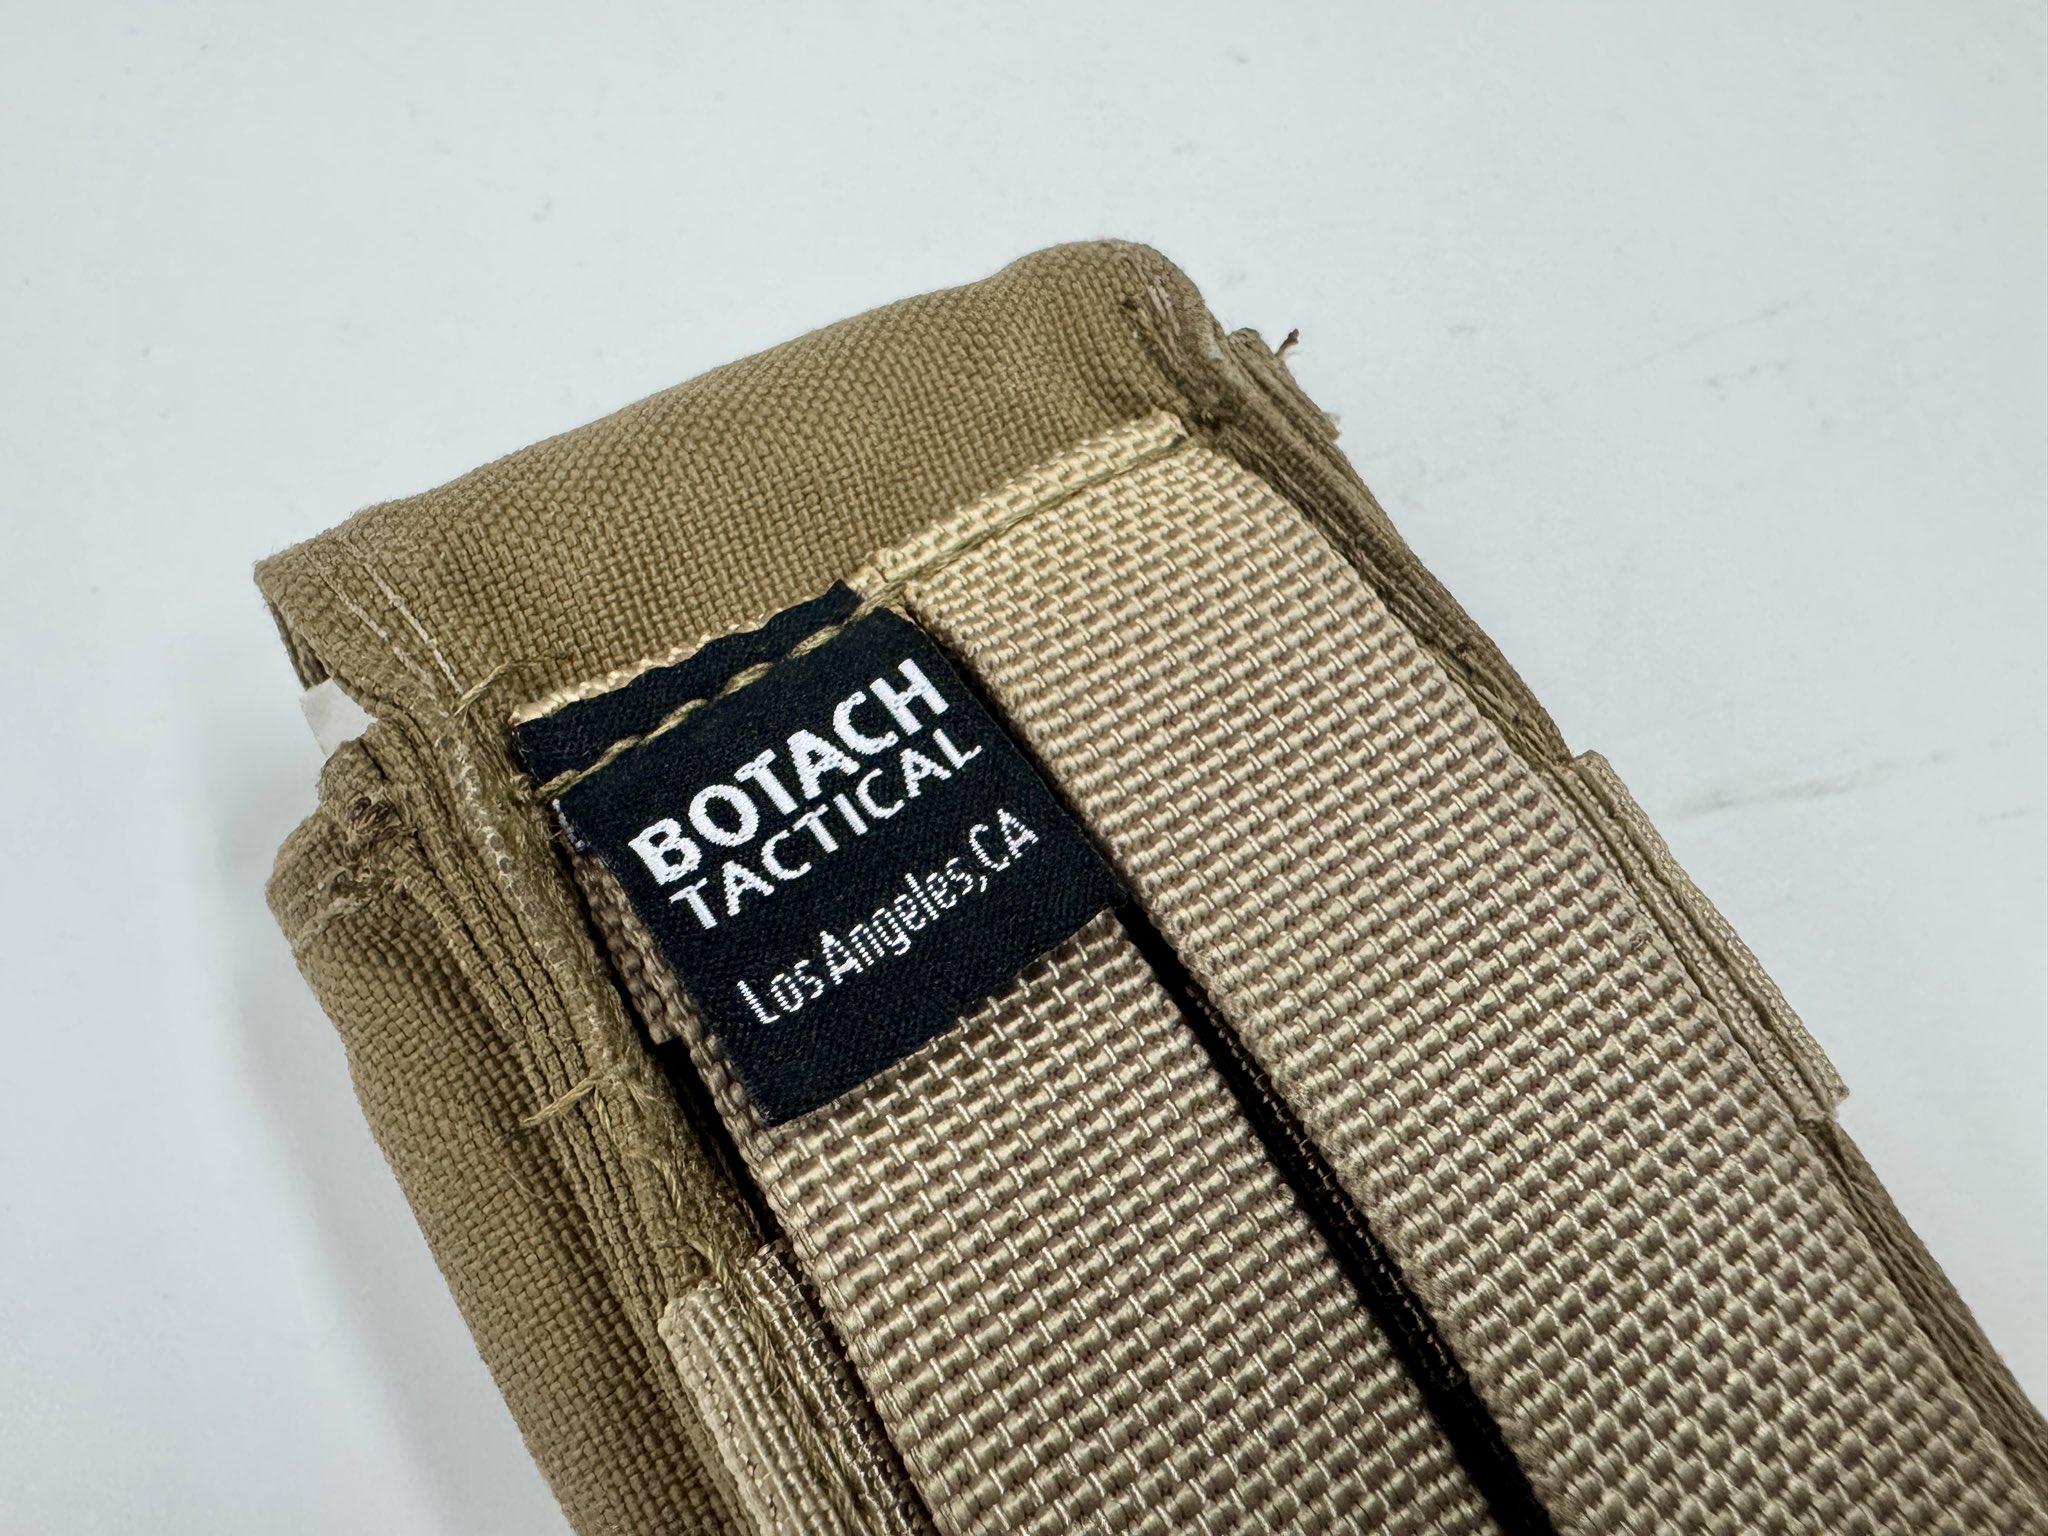 BOTACH
TACTICAL
Los Angeles, CA